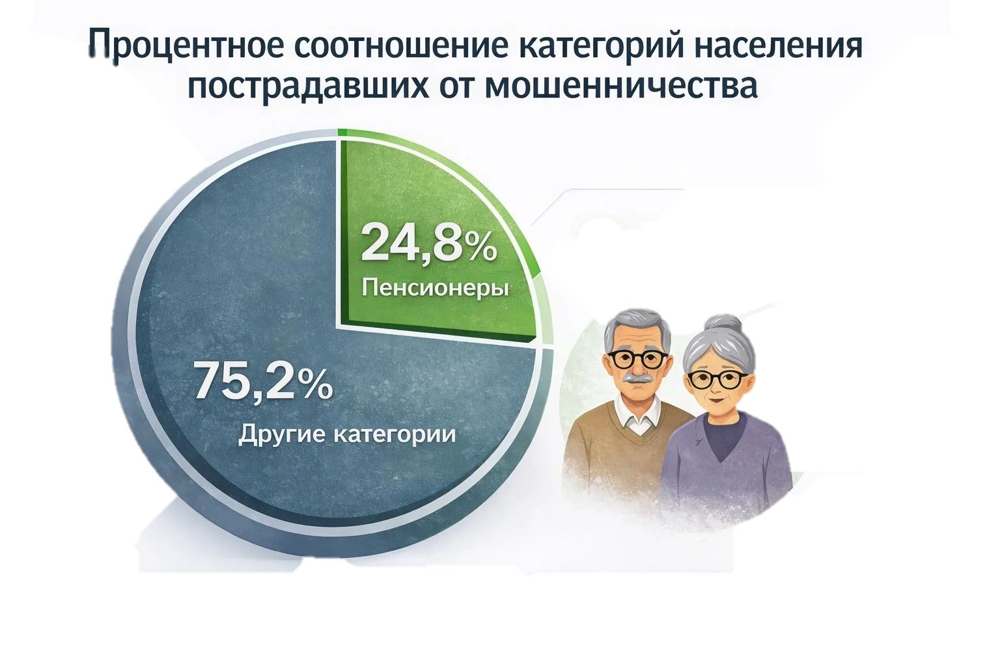 Процентное соотношение категорий населения
пострадавших от мошенничества
24,8%
Пенсионеры
75,2%
Другие категории